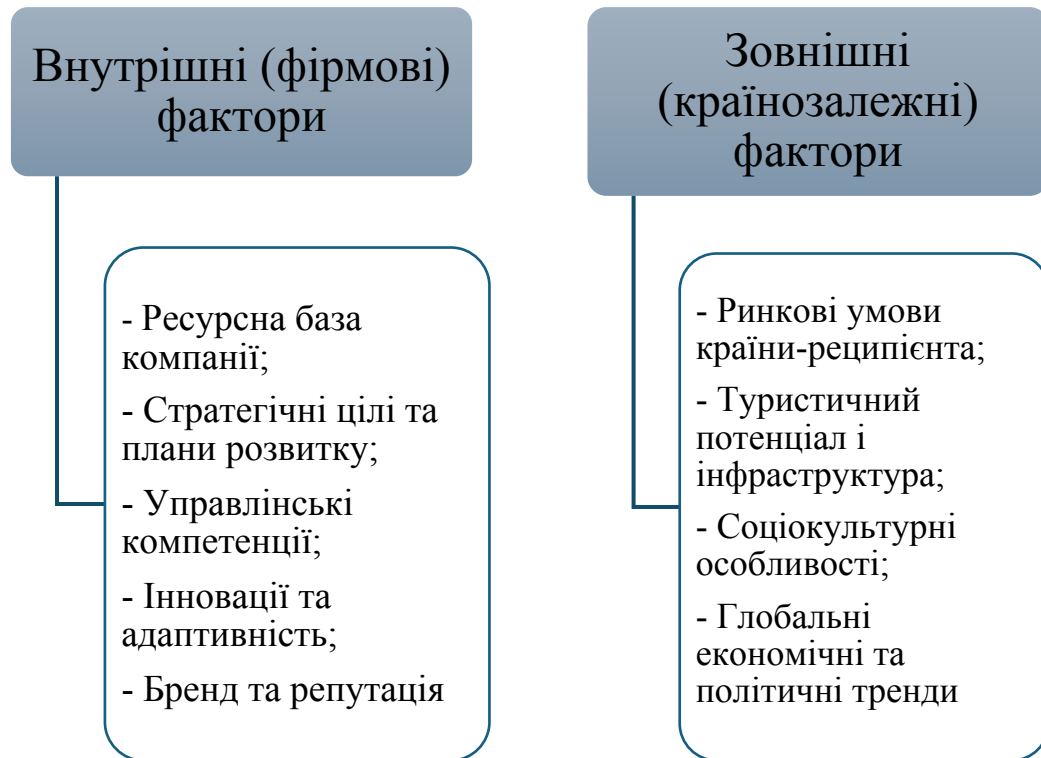 Внутрішні (фірмові)
фактори
- Ресурсна база
компанії;
- Стратегічні цілі та
плани розвитку;
- Управлінські
компетенції;
- Інновації та
адаптивність;
- Бренд та репутація
Зовнішні
(країнозалежні)
фактори
- Ринкові умови
країни-реципієнта;
- Туристичний
потенціал і
інфраструктура;
- Соціокультурні
особливості;
- Глобальні
економічні та
політичні тренди